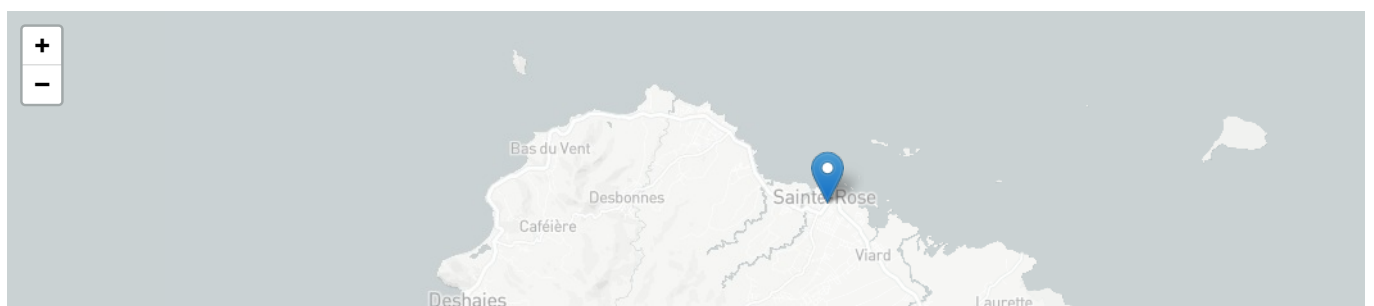 +
−
Bas du Vent
Desbonnes
Sainte-Rose
Caféière
Viard
Deshaies
Laurette